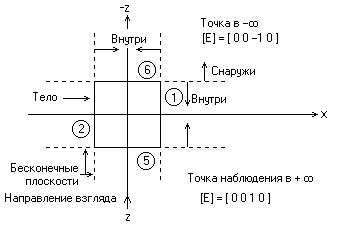 -z
Точка в –∞
[E] = [ 0 0 –1 0 ]
Внутри
6
Снаружи
Тело
1
Внутри
x
2
5
Бесконечные
плоскости
Точка наблюдения в + ∞
Направление взгляда
[E] = [ 0 0 1 0 ]
z